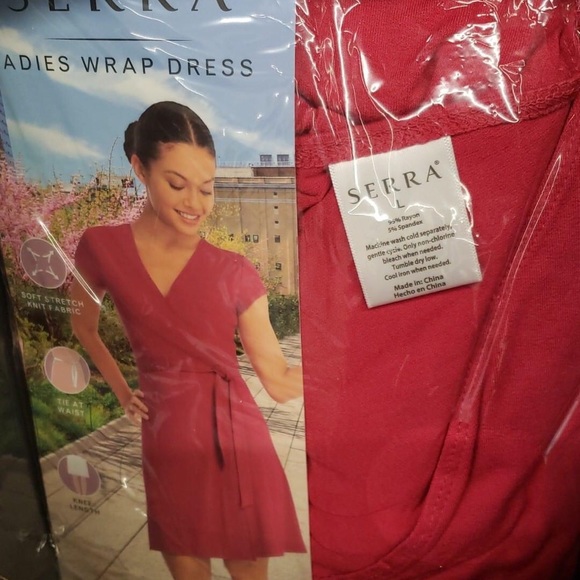 SERRA
ADIES WRAP DRESS
SOFT STRETCH
KNIT FABRIC
TIE AT
WAIST
KNEE
LENGTH
SERRA®
L
95% Rayon
5% Spandex
Machine wash cold separately,
gentle cycle. Only non-chlorine
bleach when needed.
Tumble dry low.
Cool iron when needed.
Made in: China
Hecho en China